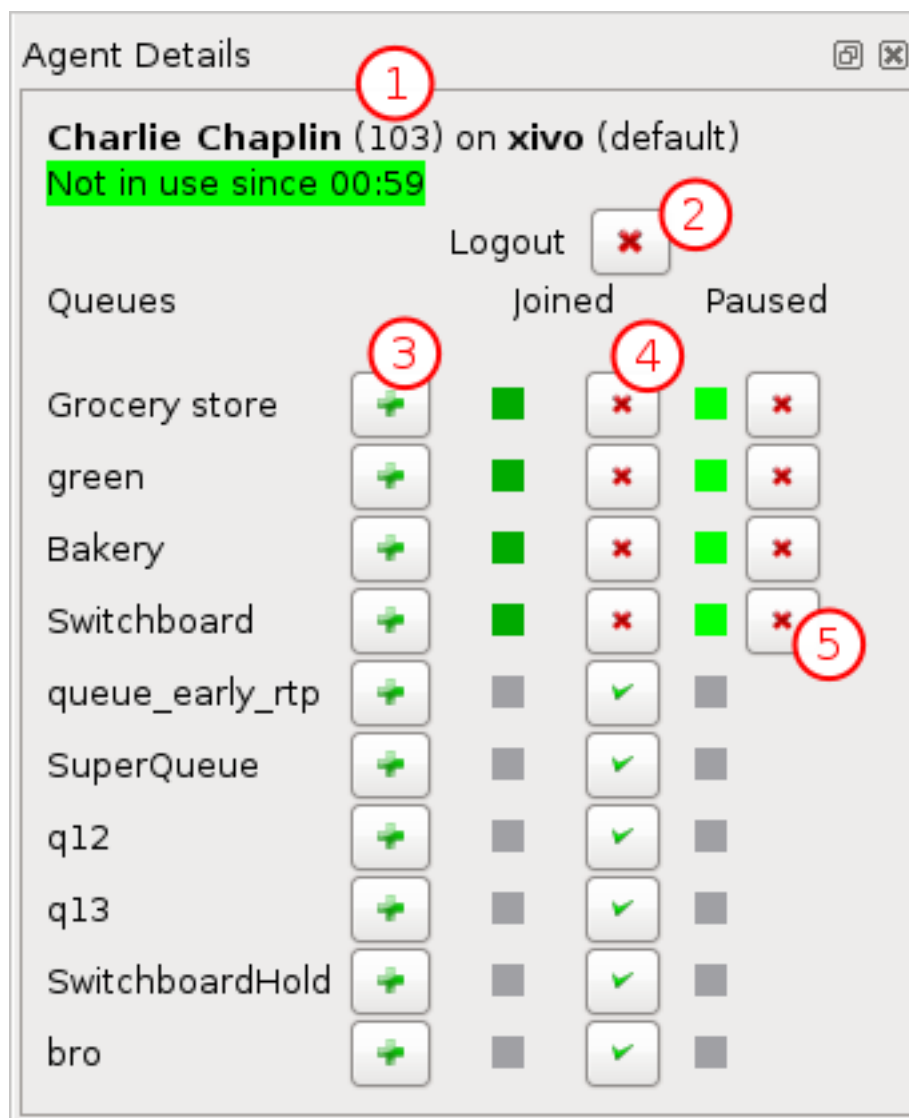 Agent Details
1
Charlie Chaplin (103) on xivo (default)
Not in use since 00:59
2
Logout
Queues Joined Paused
3 4
Grocery store
green
Bakery
Switchboard
5
queue_early_rtp
SuperQueue
q12
q13
SwitchboardHold
bro